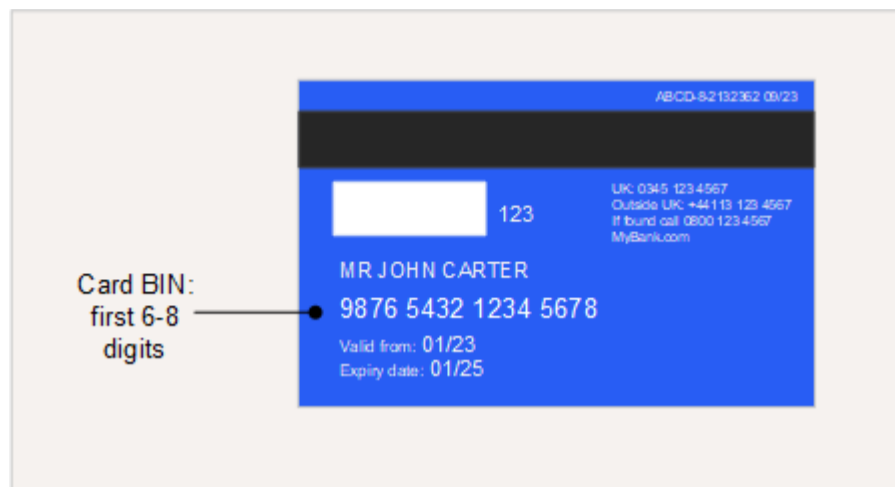 ABCD-8-2132362 09/23
UK: 0345 123 4567
Outside UK: +44113 123 4567
If found call 0800 123 4567
MyBank.com
123
MR JOHN CARTER
9876 5432 1234 5678
Valid from: 01/23
Expiry date: 01/25
Card BIN:
first 6-8
digits